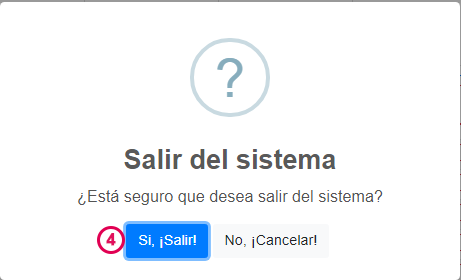 ?
Salir del sistema
¿Está seguro que desea salir del sistema?
4 Si, ¡Salir! No, ¡Cancelar!